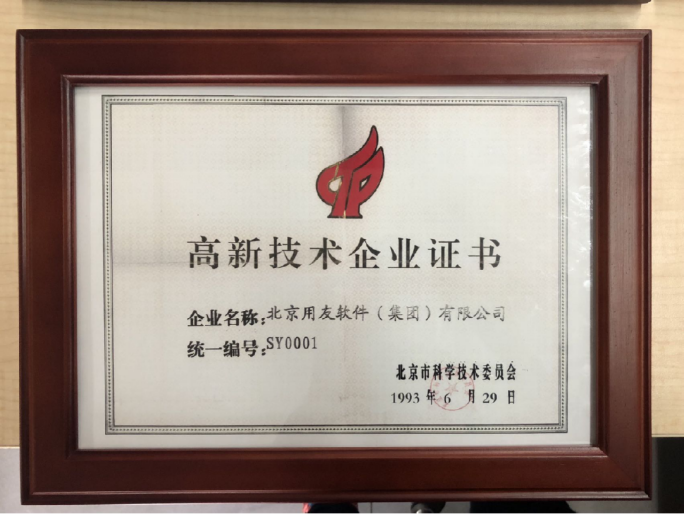 高新技术企业证书
企业名称:北京用友软件（集团）有限公司
统一编号:SY0001
北京市科学技术委员会
1993 年 6 月 29 日